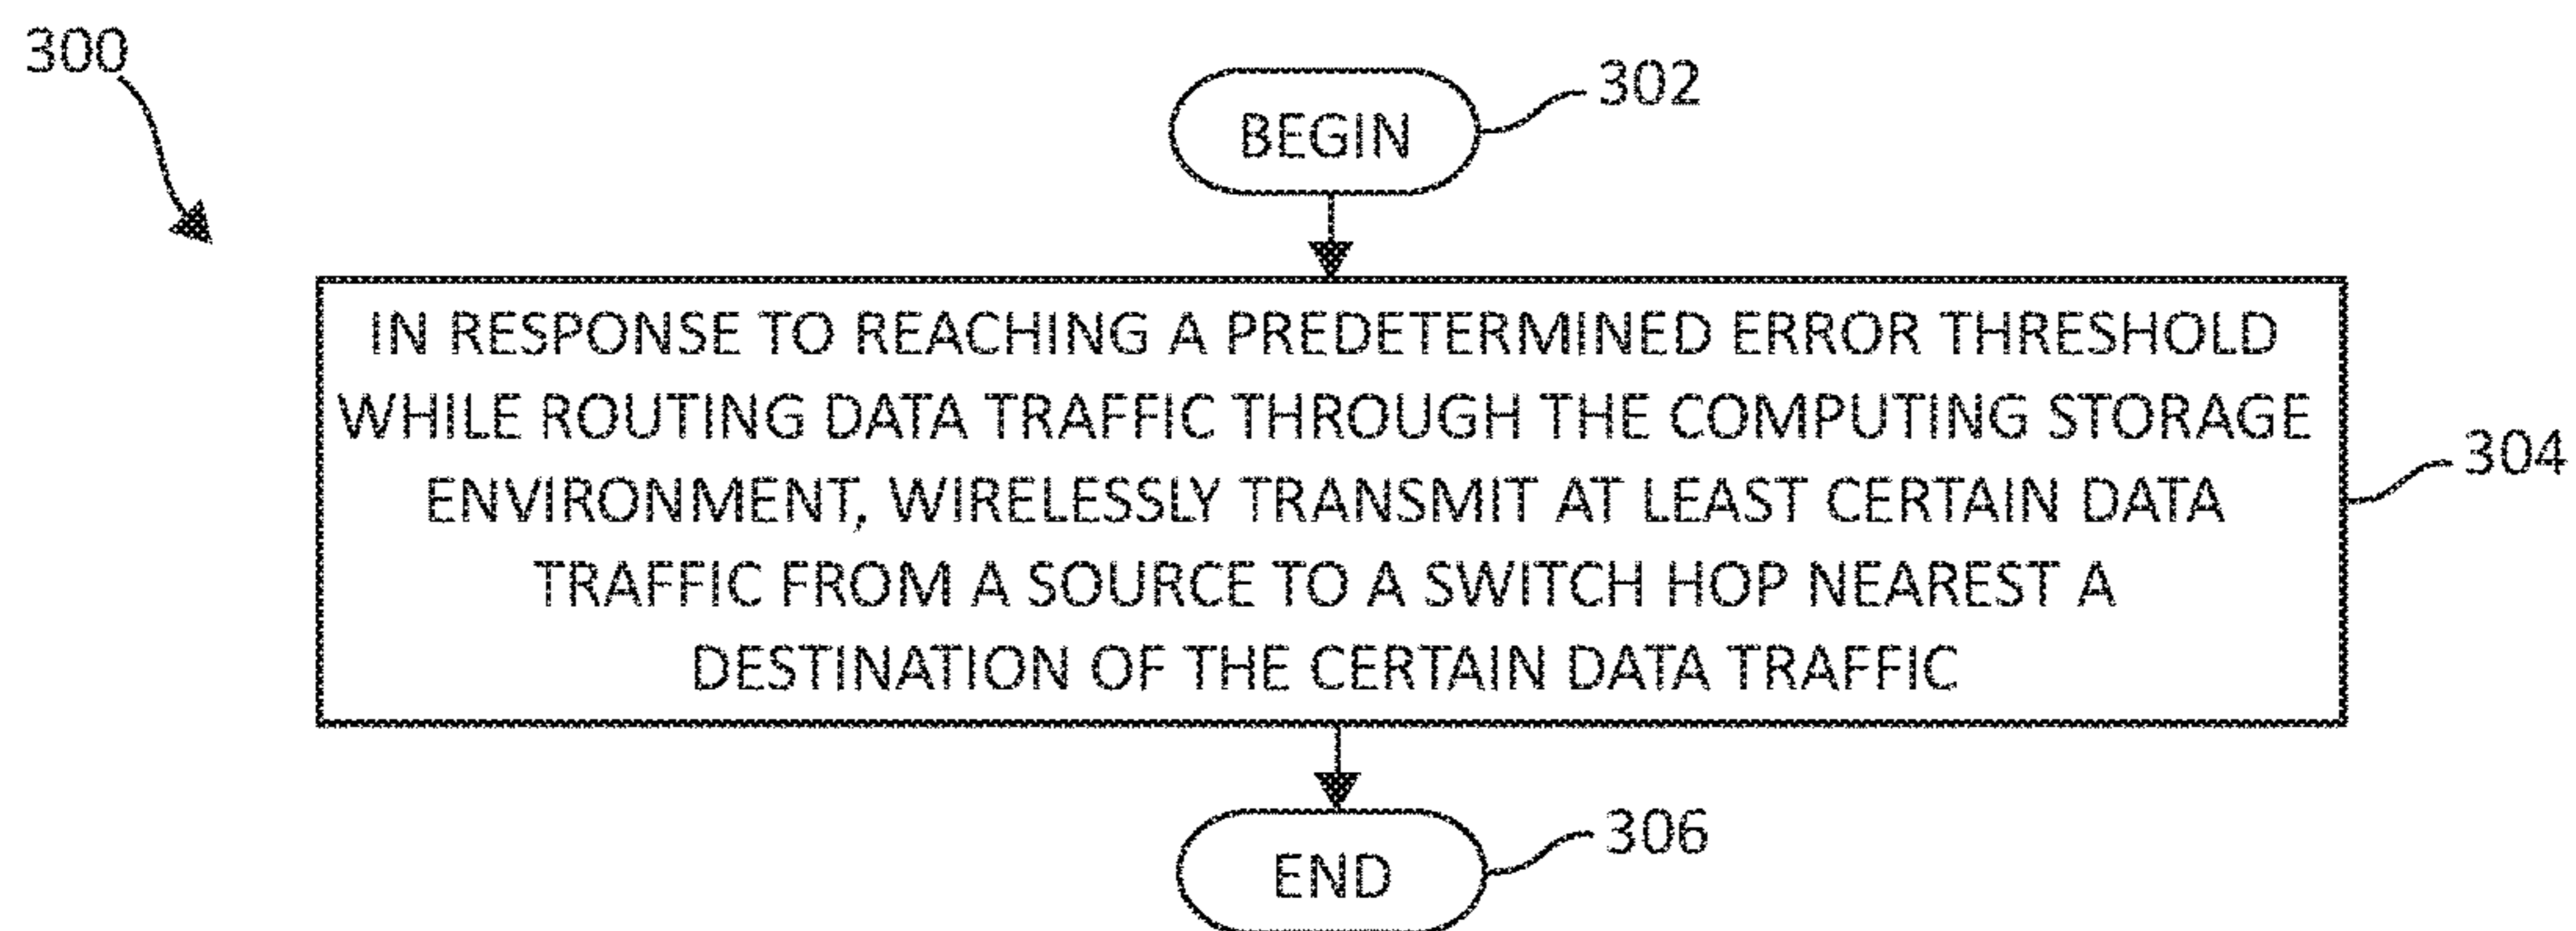 300
302
BEGIN
IN RESPONSE TO REACHING A PREDETERMINED ERROR THRESHOLD
WHILE ROUTING DATA TRAFFIC THROUGH THE COMPUTING STORAGE
ENVIRONMENT, WIRELESSLY TRANSMIT AT LEAST CERTAIN DATA
TRAFFIC FROM A SOURCE TO A SWITCH HOP NEAREST A
DESTINATION OF THE CERTAIN DATA TRAFFIC
304
306
END